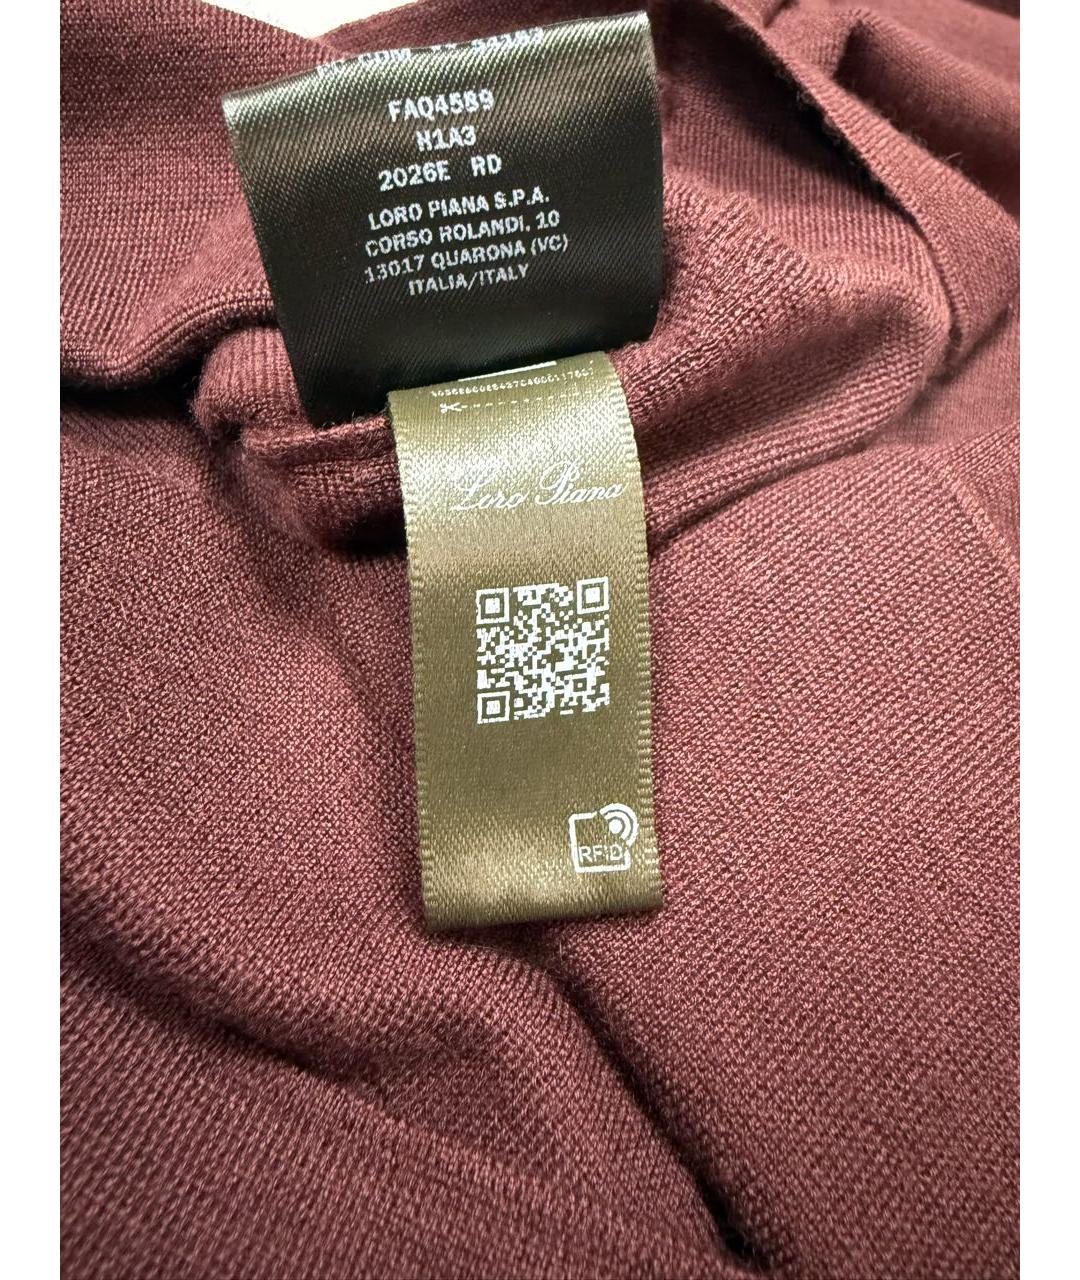 FAQ4589
N1A3
2026E RD
LORO PIANA S.P.A.
CORSO ROLANDI, 10
13017 QUARONA (VC)
ITALIA/ITALY
Loro Piana
RFID